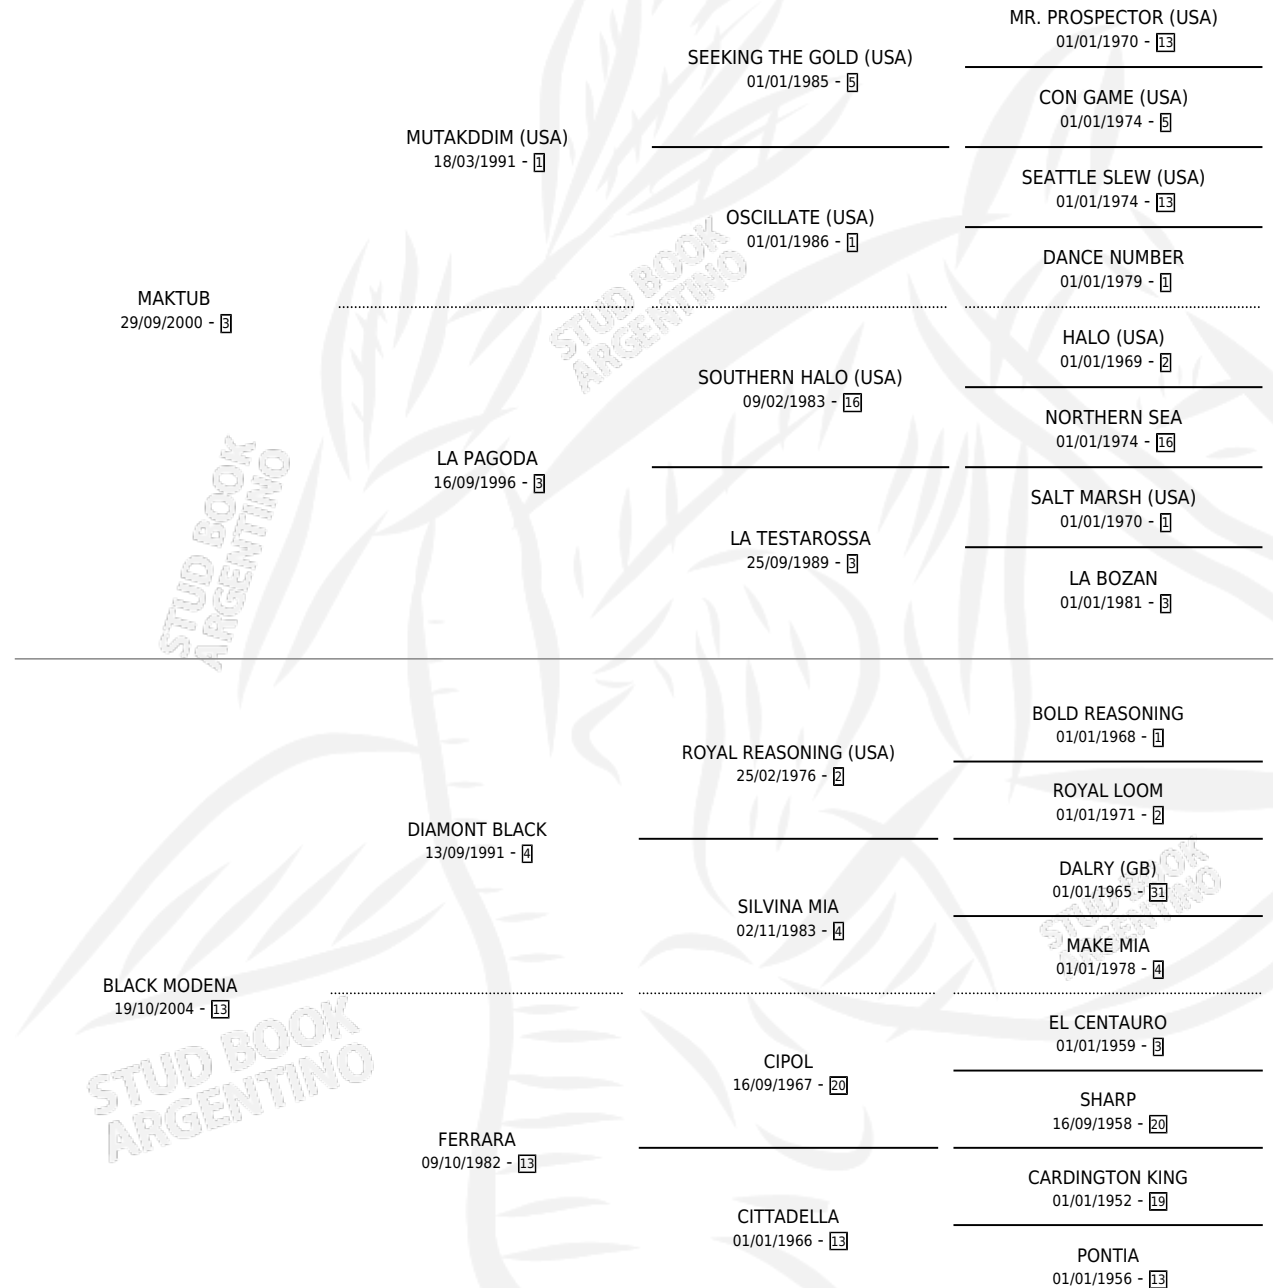 MR. PROSPECTOR (USA)
01/01/1970 - 13
SEEKING THE GOLD (USA)
01/01/1985 - 5
CON GAME (USA)
01/01/1974 - 5
MUTAKDDIM (USA)
18/03/1991 - 1
SEATTLE SLEW (USA)
01/01/1974 - 13
OSCILLATE (USA)
01/01/1986 - 1
DANCE NUMBER
01/01/1979 - 1
MAKTUB
29/09/2000 - 3
HALO (USA)
01/01/1969 - 2
SOUTHERN HALO (USA)
09/02/1983 - 16
NORTHERN SEA
01/01/1974 - 16
LA PAGODA
16/09/1996 - 3
SALT MARSH (USA)
01/01/1970 - 1
LA TESTAROSSA
25/09/1989 - 3
LA BOZAN
01/01/1981 - 3
STUD BOOK
ARGENTINO
STUD BOOK
ARGENTINO
BOLD REASONING
01/01/1968 - 1
ROYAL REASONING (USA)
25/02/1976 - 2
ROYAL LOOM
01/01/1971 - 2
DIAMONT BLACK
13/09/1991 - 4
DALRY (GB)
01/01/1965 - 31
SILVINA MIA
02/11/1983 - 4
MAKE MIA
01/01/1978 - 4
STUD BOOK
ARGENTINO
BLACK MODENA
19/10/2004 - 13
EL CENTAURO
01/01/1959 - 3
CIPOL
16/09/1967 - 20
SHARP
16/09/1958 - 20
STUD BOOK
ARGENTINO
FERRARA
09/10/1982 - 13
CARDINGTON KING
01/01/1952 - 19
CITTADELLA
01/01/1966 - 13
PONTIA
01/01/1956 - 13